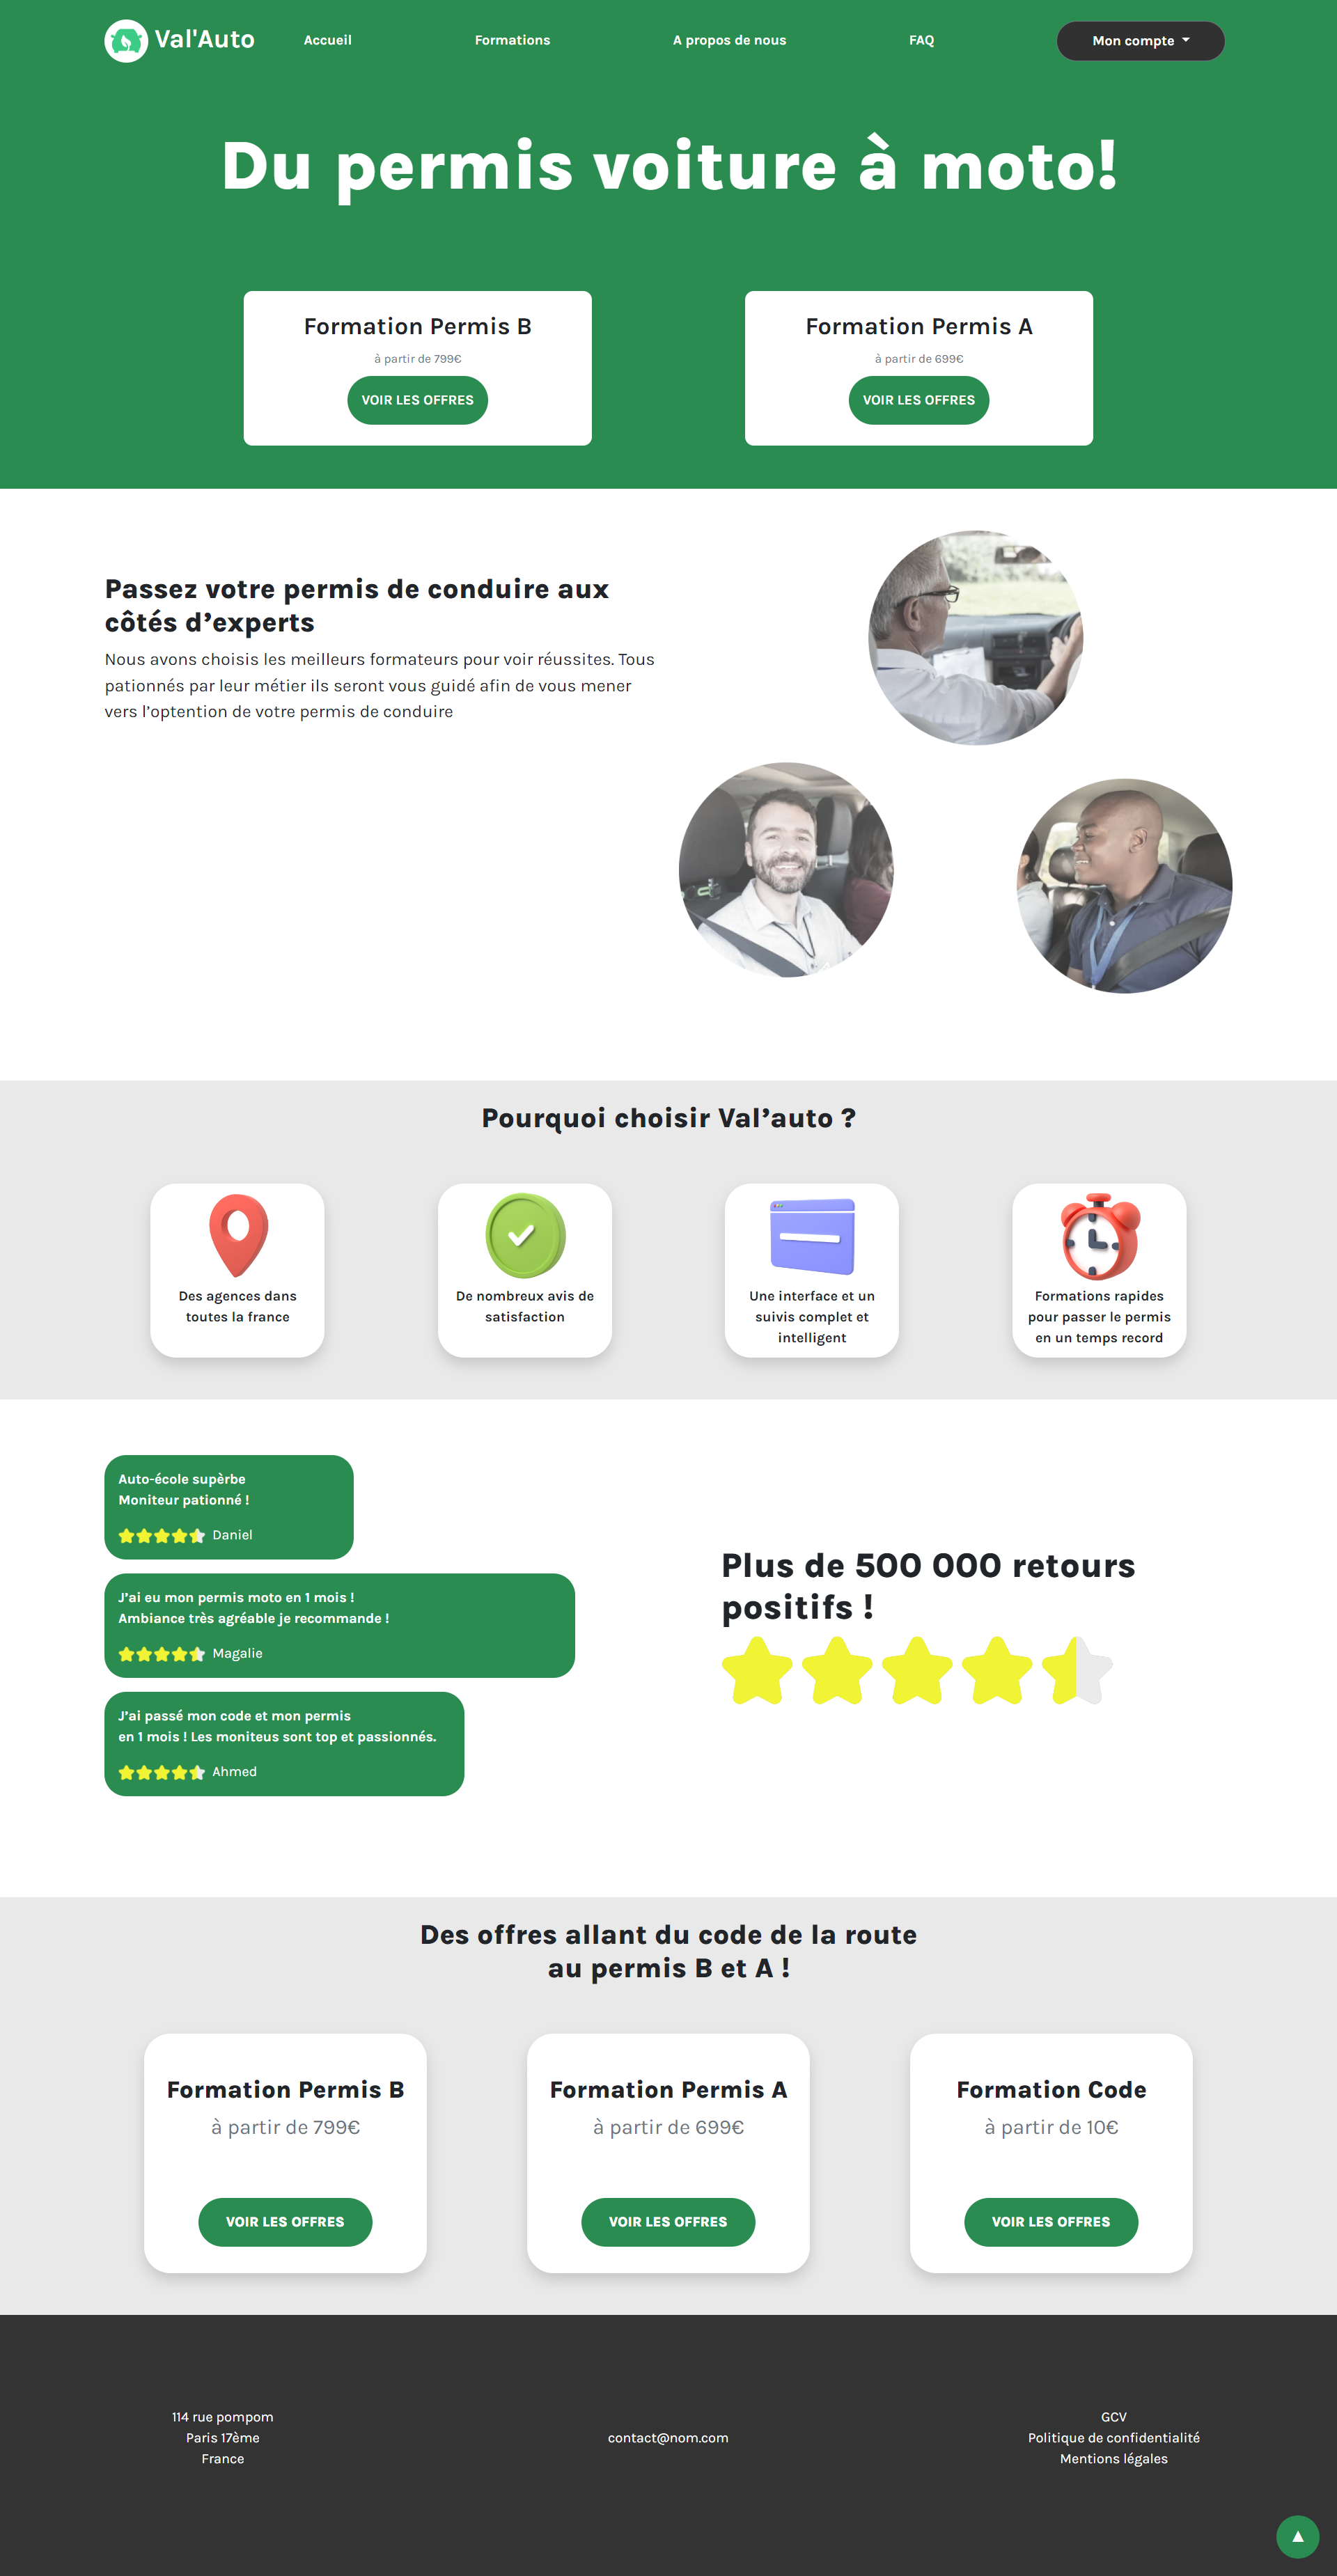 Val'Auto
Accueil
Formations
A propos de nous
FAQ
Mon compte
Du permis voiture à moto!
Formation Permis B
à partir de 799€
VOIR LES OFFRES
Formation Permis A
à partir de 699€
VOIR LES OFFRES
Passez votre permis de conduire aux
côtés d’experts
Nous avons choisis les meilleurs formateurs pour voir réussites. Tous
pationnés par leur métier ils seront vous guidé afin de vous mener
vers l’optention de votre permis de conduire
Pourquoi choisir Val’auto ?
Des agences dans
toutes la france
De nombreux avis de
satisfaction
Une interface et un
suivis complet et
intelligent
Formations rapides
pour passer le permis
en un temps record
Auto-école supèrbe
Moniteur pationné !
Daniel
J’ai eu mon permis moto en 1 mois !
Ambiance très agréable je recommande !
Magalie
J’ai passé mon code et mon permis
en 1 mois ! Les moniteus sont top et passionnés.
Ahmed
Plus de 500 000 retours
positifs !
Des offres allant du code de la route
au permis B et A !
Formation Permis B
à partir de 799€
VOIR LES OFFRES
Formation Permis A
à partir de 699€
VOIR LES OFFRES
Formation Code
à partir de 10€
VOIR LES OFFRES
114 rue pompom
Paris 17ème
France
contact@nom.com
GCV
Politique de confidentialité
Mentions légales